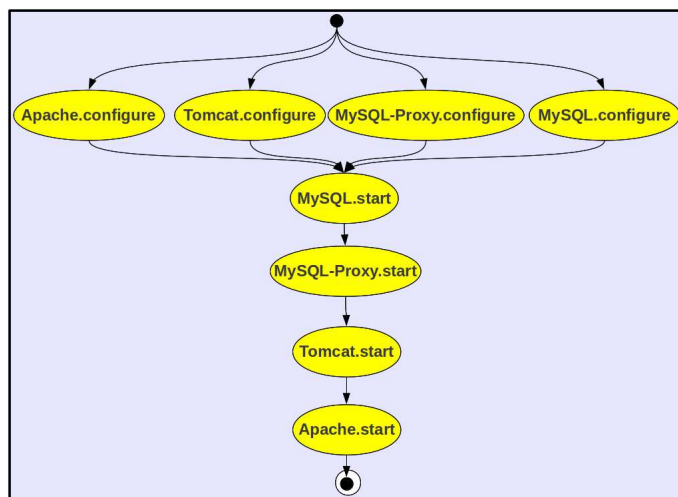 Apache.configure
Tomcat.configure
MySQL-Proxy.configure
MySQL.configure
MySQL.start
MySQL-Proxy.start
Tomcat.start
Apache.start